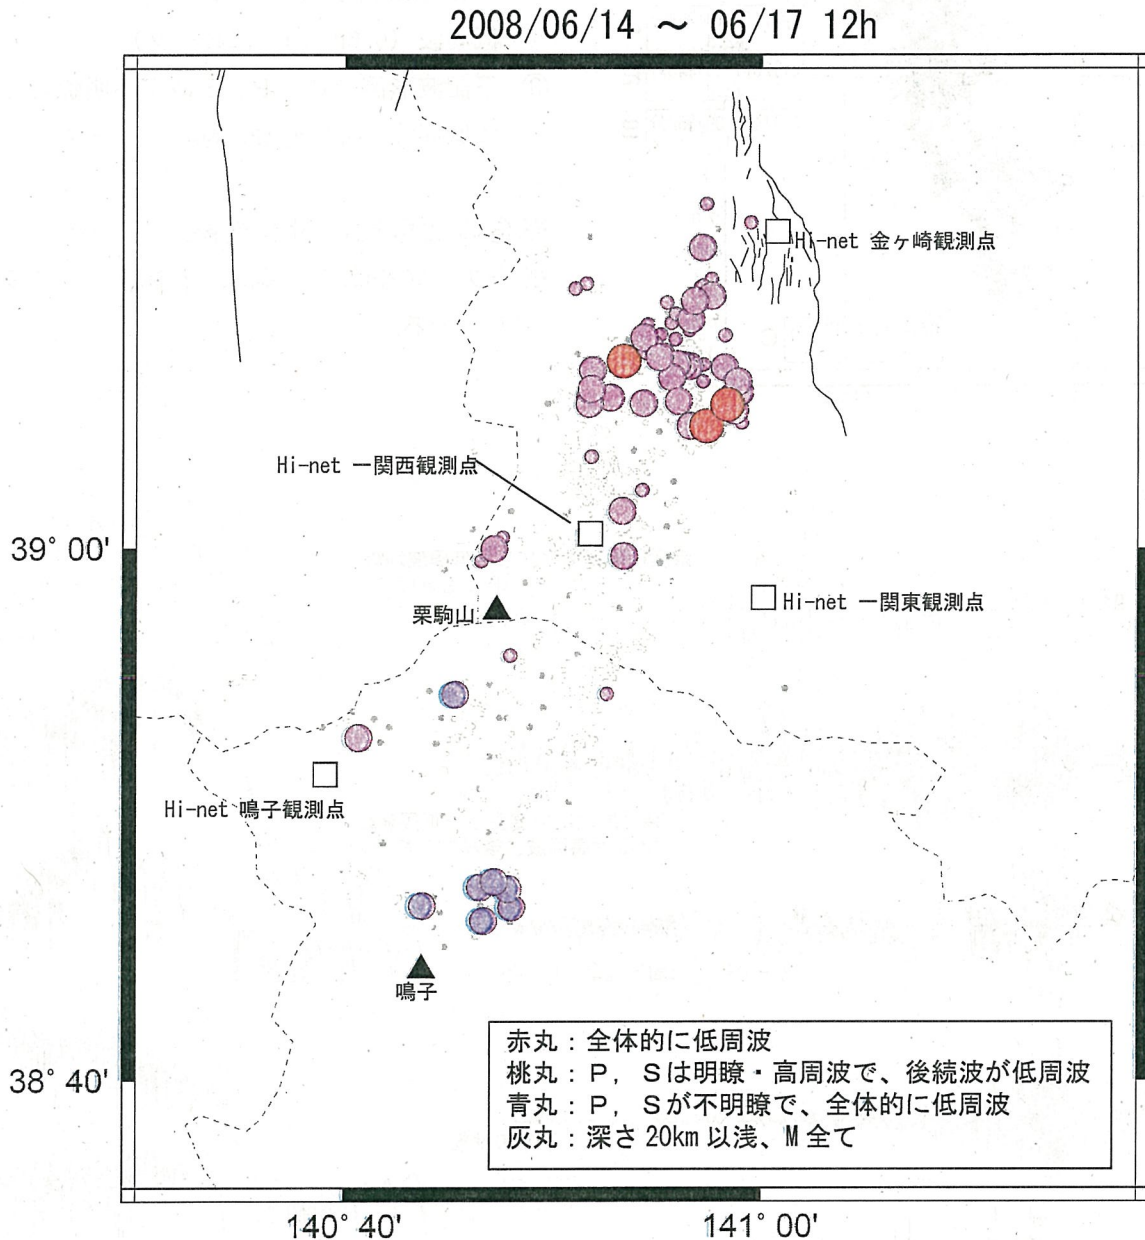 2008/06/14 ～ 06/17 12h
Hi-net 金ヶ崎観測点
Hi-net 一関西観測点
39° 00'
栗駒山
Hi-net 一関東観測点
Hi-net 鳴子観測点
鳴子
赤丸：全体的に低周波
桃丸：Ｐ, Ｓは明瞭・高周波で、後続波が低周波
青丸：Ｐ, Ｓが不明瞭で、全体的に低周波
灰丸：深さ 20km 以浅、M 全て
38° 40'
140° 40'
141° 00'